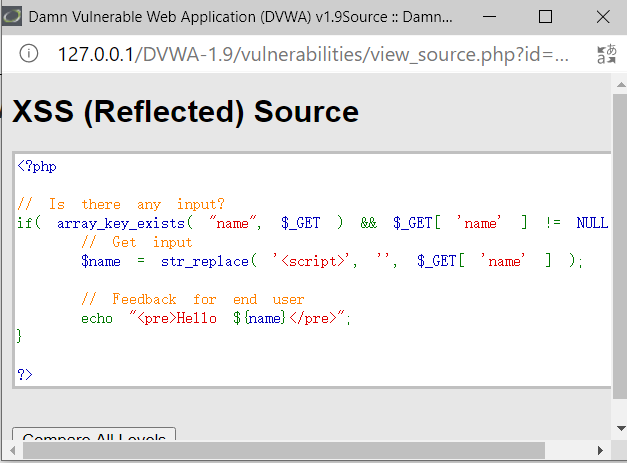 Damn Vulnerable Web Application (DVWA) v1.9Source :: Damn...
127.0.0.1/DVWA-1.9/vulnerabilities/view_source.php?id=...
XSS (Reflected) Source
<?php
// Is there any input?
if( array_key_exists( "name", $_GET ) && $_GET[ 'name' ] != NULL
// Get input
$name = str_replace( '<script>', '', $_GET[ 'name' ] );
// Feedback for end user
echo "<pre>Hello ${name}</pre>";
}
?>
Compare All Levels